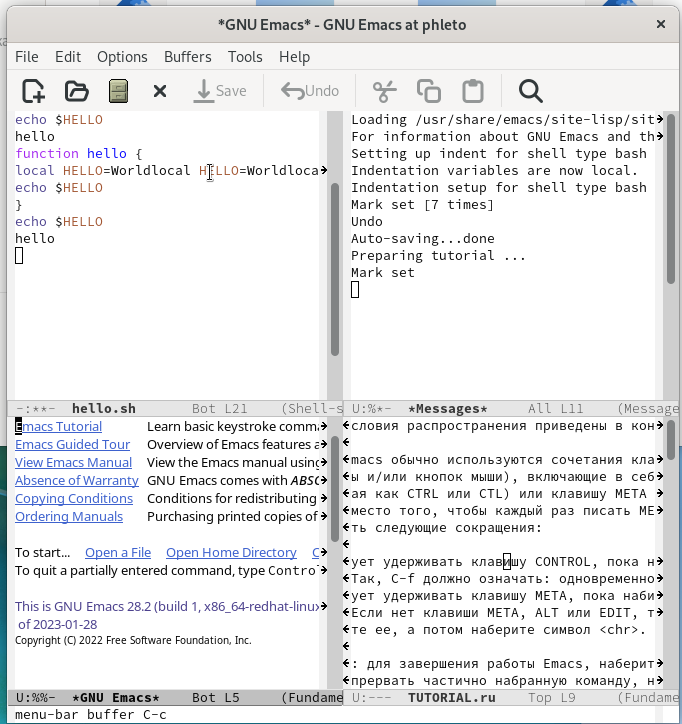 *GNU Emacs* - GNU Emacs at phleto
File Edit Options Buffers Tools Help
Save Undo
echo $HELLO
hello
function hello {
local HELLO=Worldlocal HELLO=Worldloca
echo $HELLO
}
echo $HELLO
hello
-:**- hello.sh Bot L21 (Shell-s
Loading /usr/share/emacs/site-lisp/sit
For information about GNU Emacs and th
Setting up indent for shell type bash
Indentation variables are now local.
Indentation setup for shell type bash
Mark set [7 times]
Undo
Auto-saving...done
Preparing tutorial ...
Mark set
U:%*- *Messages* All L11 (Message
Emacs Tutorial Learn basic keystroke comma
Emacs Guided Tour Overview of Emacs features a
View Emacs Manual View the Emacs manual using
Absence of Warranty GNU Emacs comes with ABSO
Copying Conditions Conditions for redistributing
Ordering Manuals Purchasing printed copies of
To start... Open a File Open Home Directory C
To quit a partially entered command, type Control
This is GNU Emacs 28.2 (build 1, x86_64-redhat-linux
of 2023-01-28
Copyright (C) 2022 Free Software Foundation, Inc.
U:%%- *GNU Emacs* Bot L5 (Fundame
словия распространения приведены в кон
macs обычно используются сочетания кла
ы и/или кнопок мыши), включающие в себ
ая как CTRL или CTL) или клавишу META
место того, чтобы каждый раз писать ME
ть следующие сокращения:
ует удерживать клавишу CONTROL, пока н
Так, C-f должно означать: одновременно
ует удерживать клавишу META, пока наби
Если нет клавиши META, ALT или EDIT, т
те ее, а потом наберите символ <chr>.
: для завершения работы Emacs, наберит
прервать частично набранную команду, н
U:--- TUTORIAL.ru Top L9 (Fundame
menu-bar buffer C-c